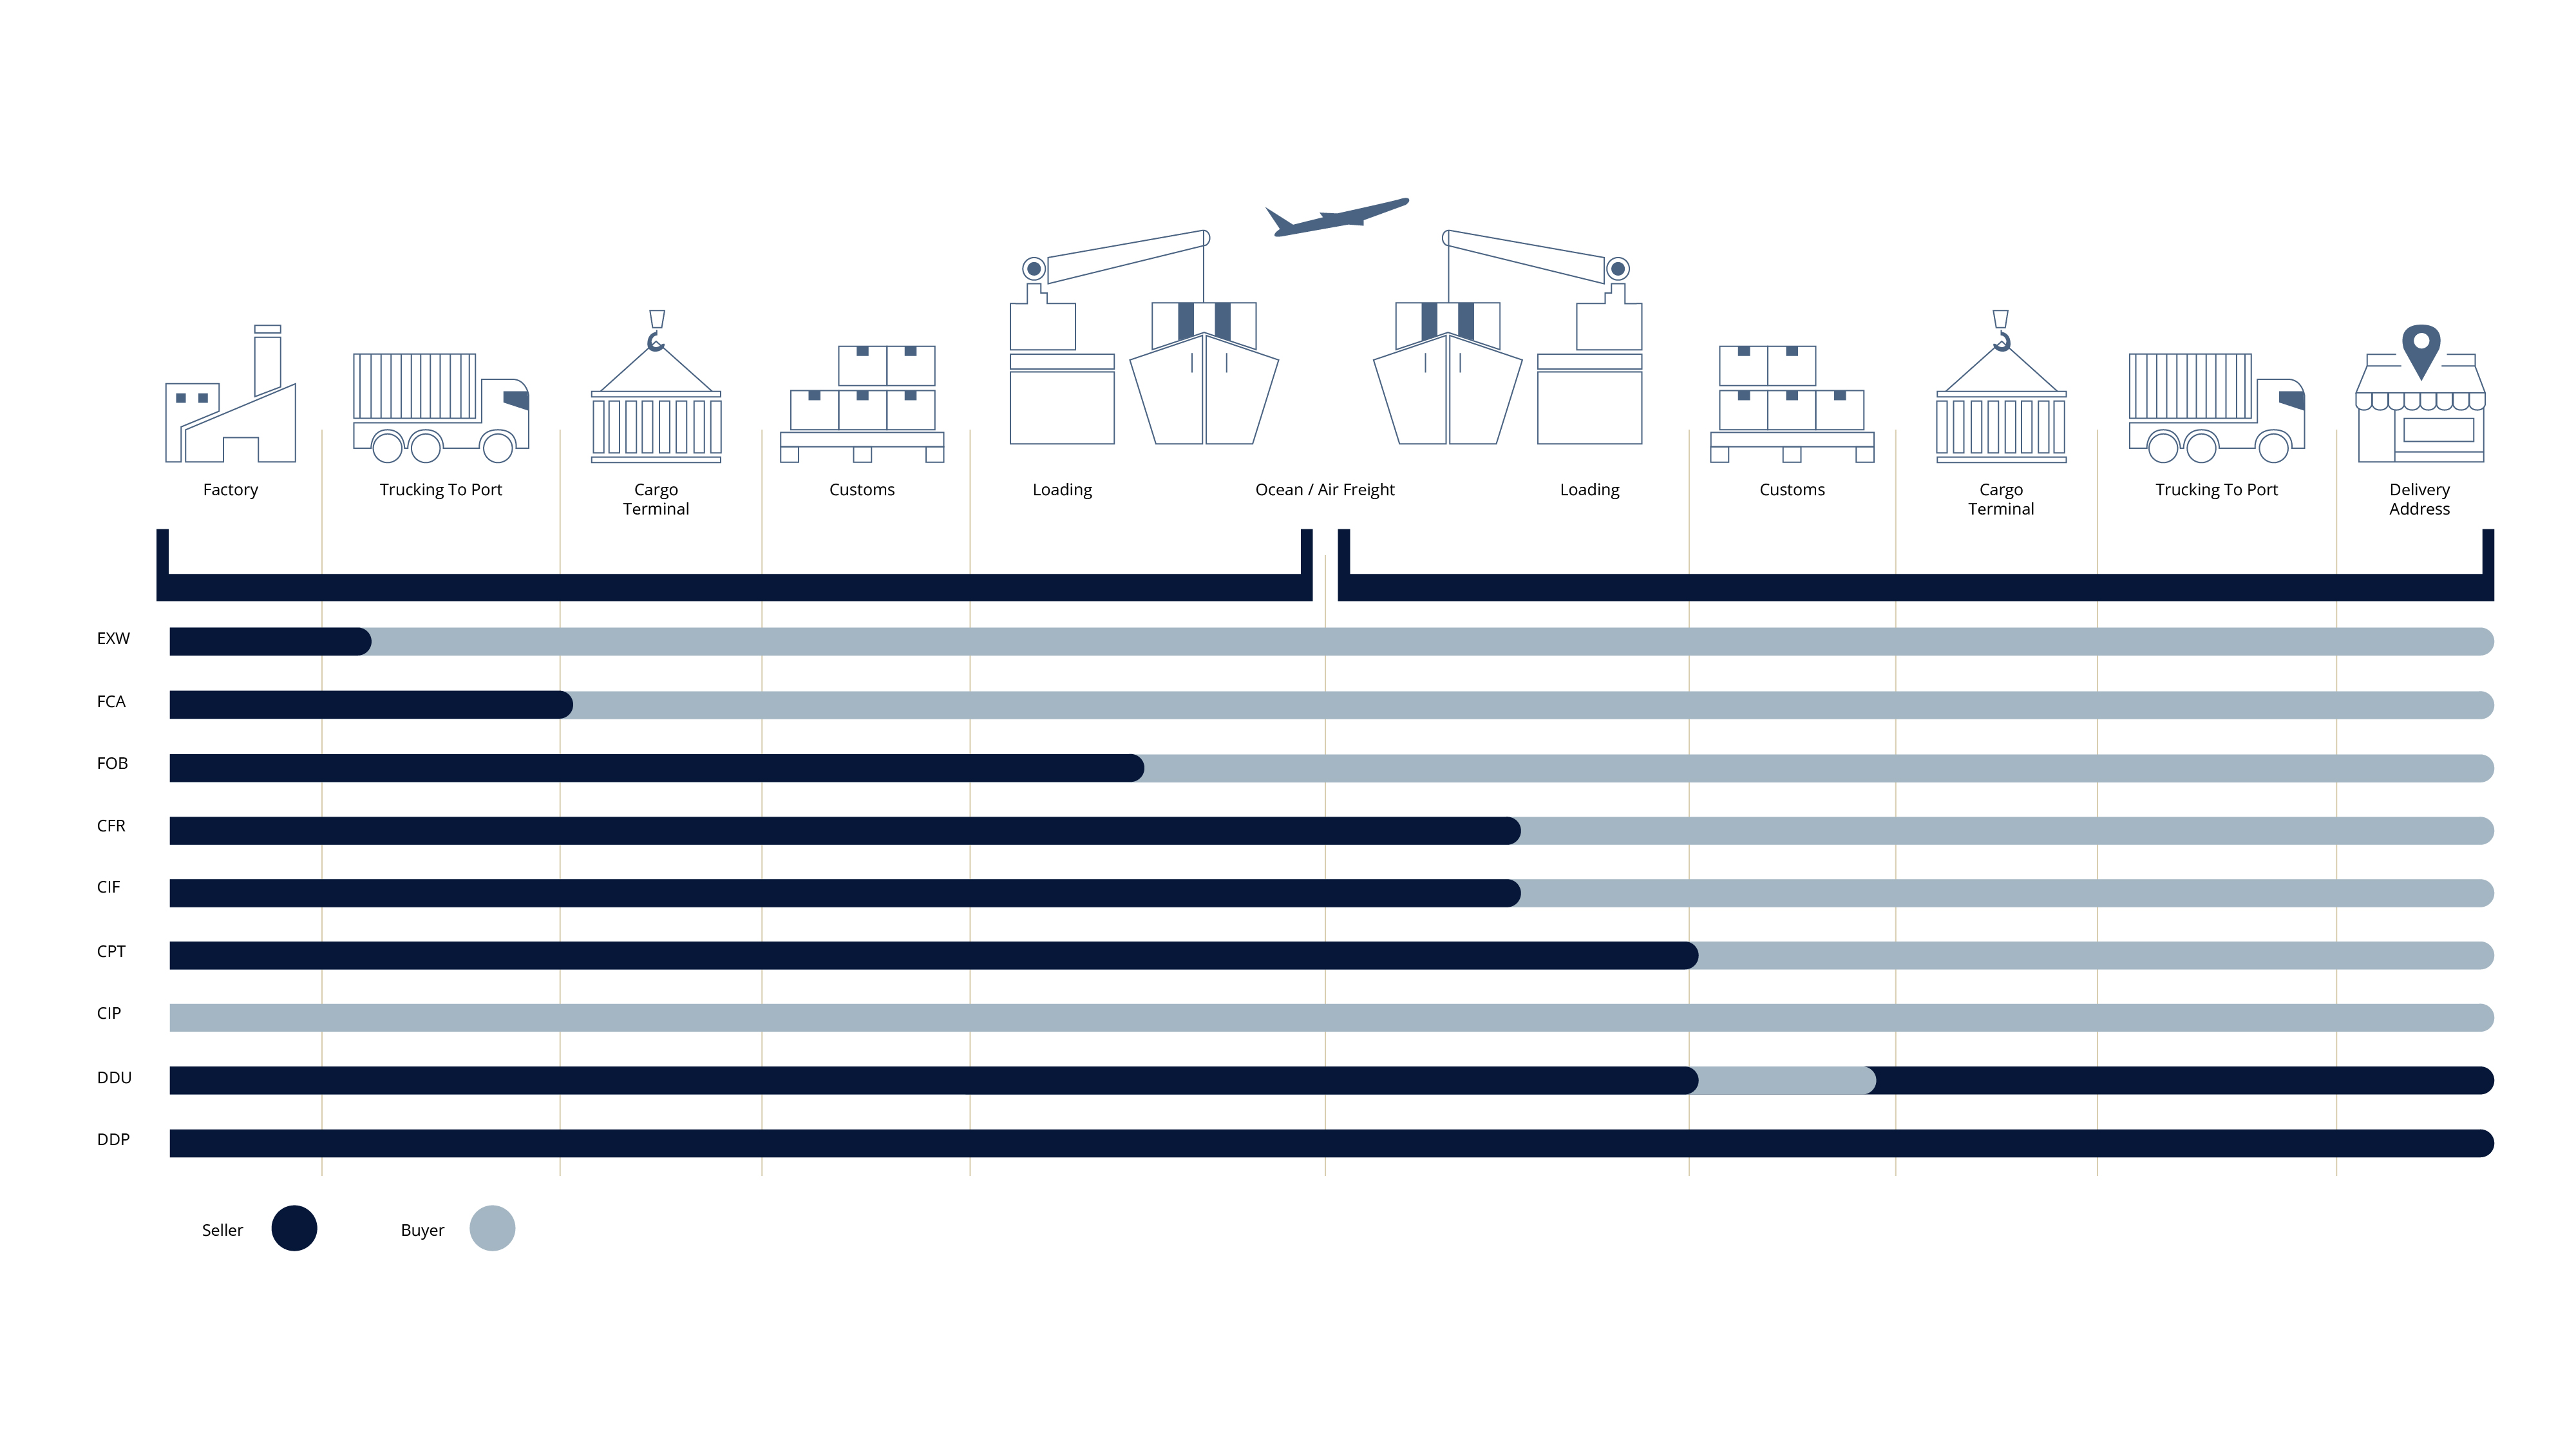 Factory
Trucking To Port
Cargo
Terminal
Customs
Loading
Ocean / Air Freight
Loading
Customs
Cargo
Terminal
Trucking To Port
Delivery
Address
EXW
FCA
FOB
CFR
CIF
CPT
CIP
DDU
DDP
Seller
Buyer